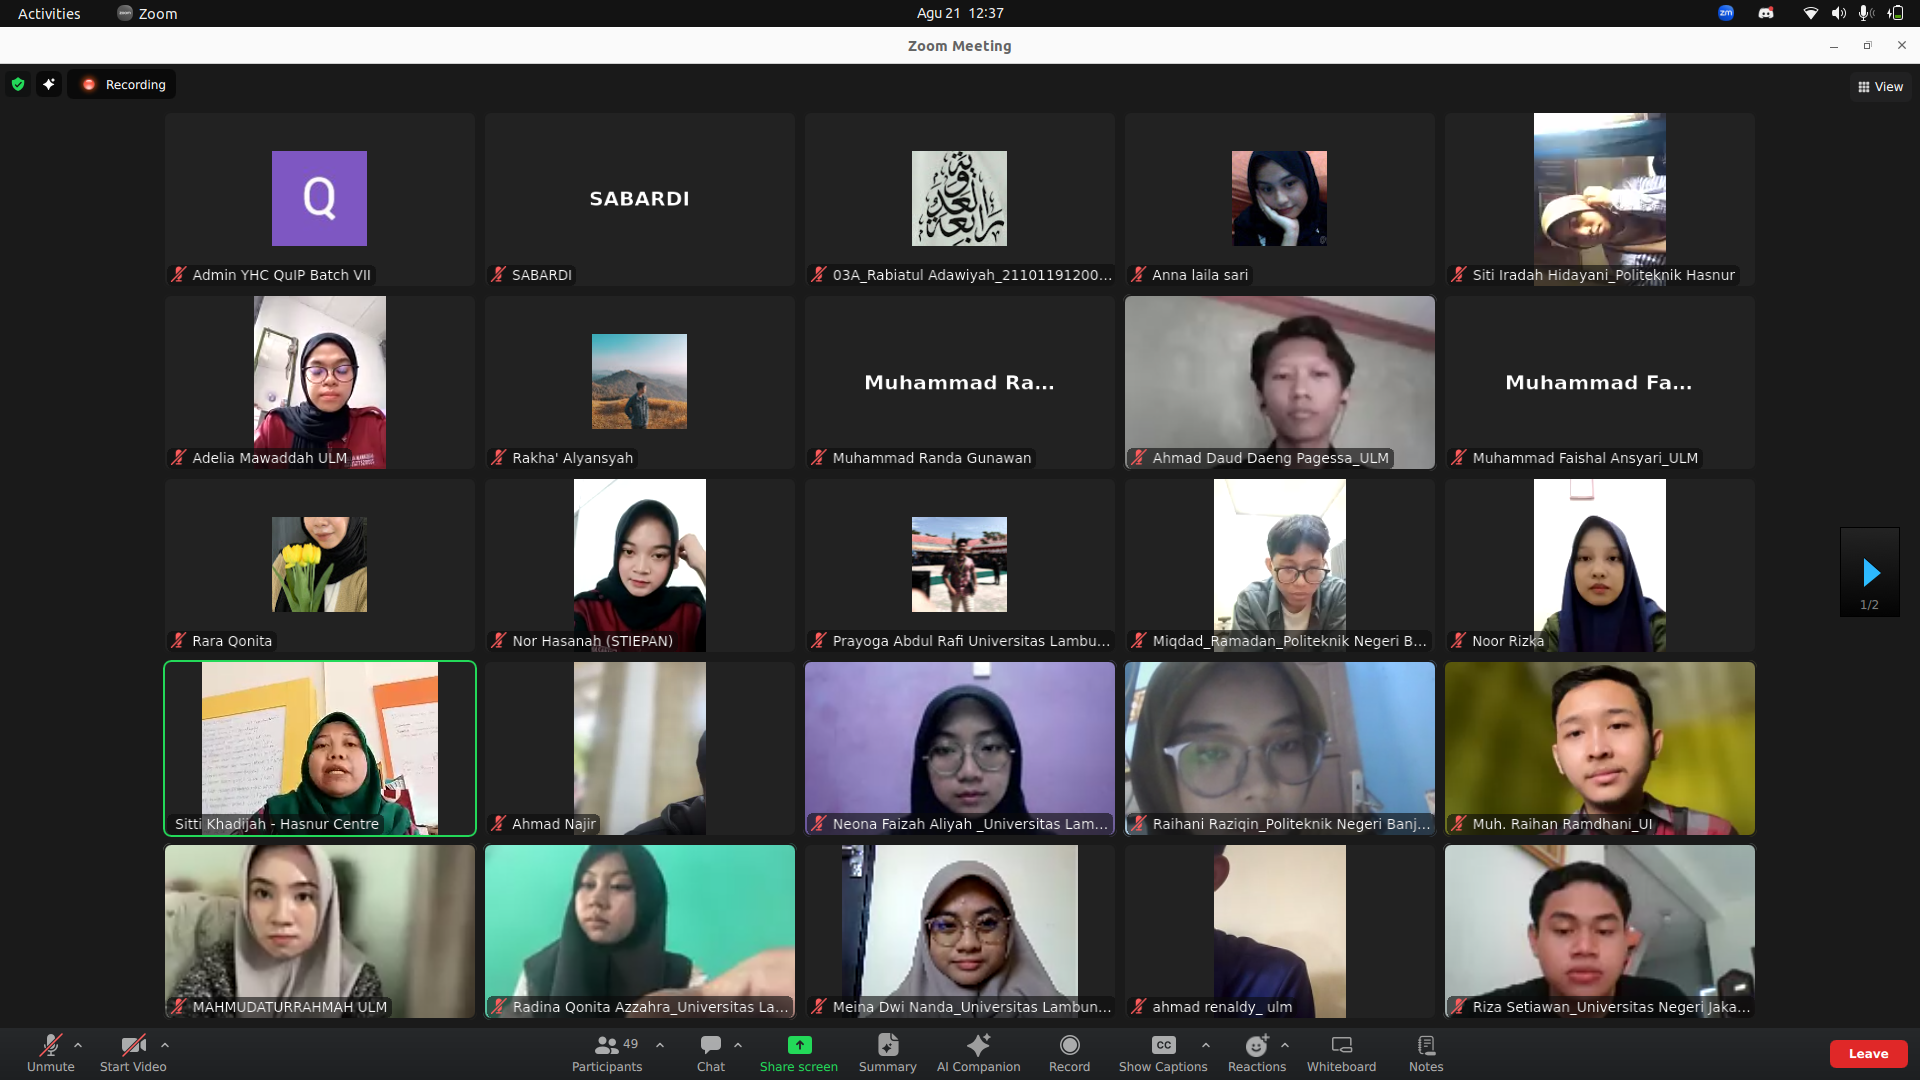 Activities
Zoom
Agu 21 12:37
zm
Zoom Meeting
Recording
View
Q
Admin YHC QuIP Batch VII
SABARDI
SABARDI
رابعة العدوية
03A_Rabiatul Adawiyah_21101191200...
Anna laila sari
Siti Iradah Hidayani_Politeknik Hasnur
Adelia Mawaddah ULM
Rakha' Alyansyah
Muhammad Ra...
Muhammad Randa Gunawan
Ahmad Daud Daeng Pagessa_ULM
Muhammad Fa...
Muhammad Faishal Ansyari_ULM
Rara Qonita
Nor Hasanah (STIEPAN)
Prayoga Abdul Rafi Universitas Lambu...
Miqdad_Ramadan_Politeknik Negeri B...
Noor Rizka
1/2
Sitti Khadijah - Hasnur Centre
Ahmad Najir
Neona Faizah Aliyah _Universitas Lam...
Raihani Raziqin_Politeknik Negeri Banj...
Muh. Raihan Ramdhani_UI
MAHMUDATURRAHMAH ULM
Radina Qonita Azzahra_Universitas La...
Meina Dwi Nanda_Universitas Lambun...
ahmad renaldy_ ulm
Riza Setiawan_Universitas Negeri Jaka...
Unmute
Start Video
49
Participants
Chat
Share screen
Summary
AI Companion
Record
CC
Show Captions
Reactions
Whiteboard
Notes
Leave